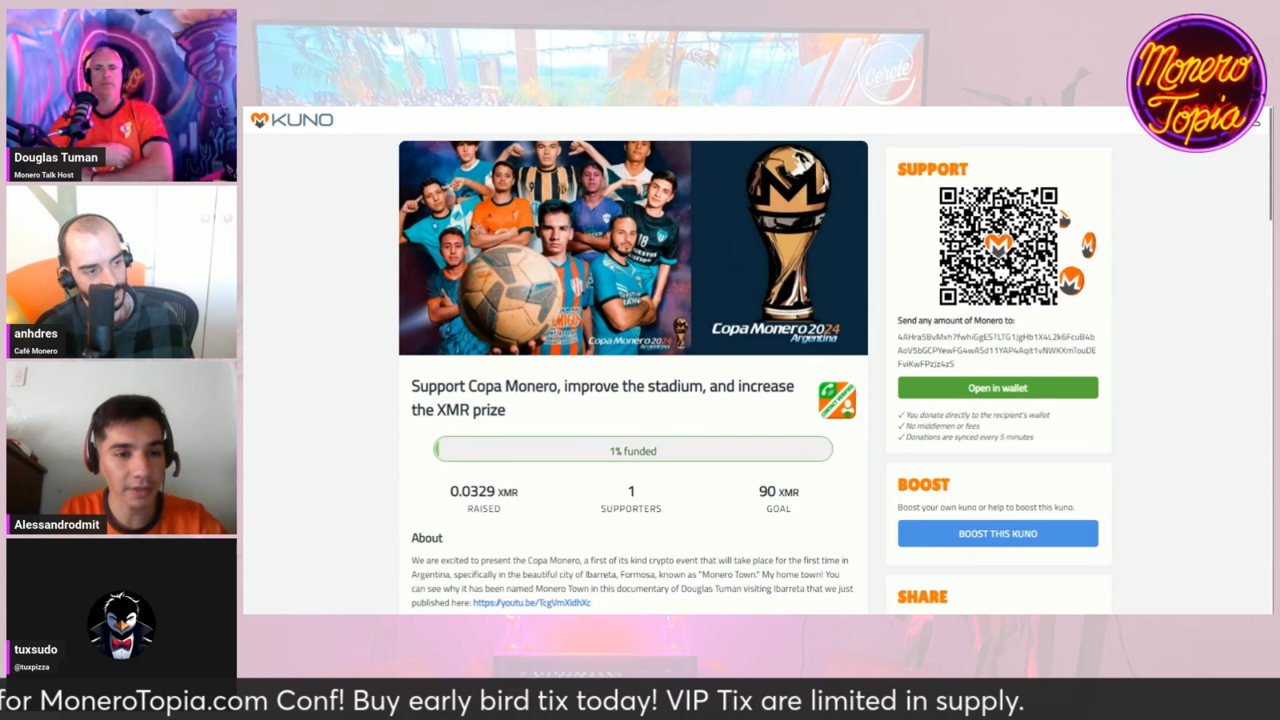 Douglas Tuman
Monero Talk Host
anhdres
Café Monero
Alessandrodmit
tuxsudo
@tuxpizza
Cercle
Monero
Topia
KUNO
Copa Monero 2024
Argentina
Copa Monero 2024
Argentina
Support Copa Monero, improve the stadium, and increase
the XMR prize
1% funded
0.0329 XMR
RAISED
1
SUPPORTERS
90 XMR
GOAL
About
We are excited to present the Copa Monero, a first of its kind crypto event that will take place for the first time in
Argentina, specifically in the beautiful city of Ibarreta, Formosa, known as "Monero Town." My home town! You
can see why it has been named Monero Town in this documentary of Douglas Tuman visiting Ibarreta that we just
published here: https://youtu.be/TcgVmXidhXc
SUPPORT
Send any amount of Monero to:
Open in wallet
✓ You donate directly to the recipient's wallet
✓ No middlemen or fees
✓ Donations are synced every 5 minutes
BOOST
Boost your own kuno or help to boost this kuno.
BOOST THIS KUNO
SHARE
for MoneroTopia.com Conf! Buy early bird tix today! VIP Tix are limited in supply.